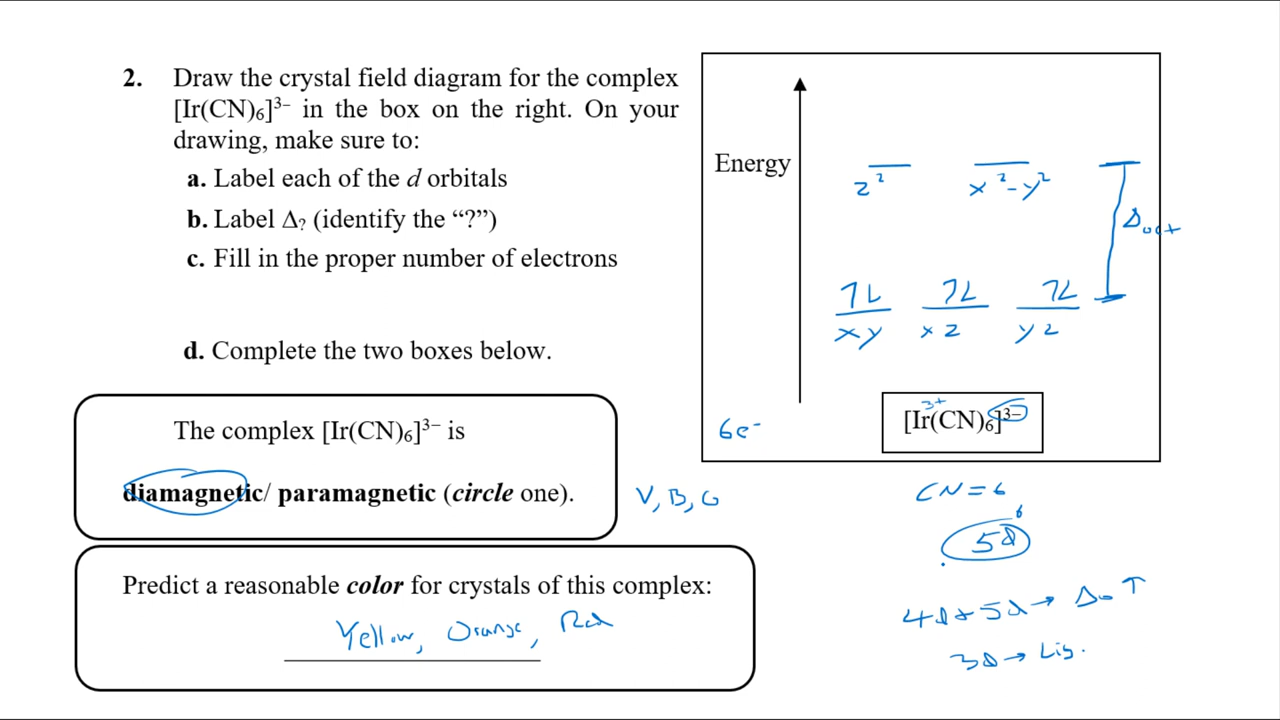 2. Draw the crystal field diagram for the complex
[Ir(CN)₆]³⁻ in the box on the right. On your
drawing, make sure to:
a. Label each of the d orbitals
b. Label Δ? (identify the “?”)
c. Fill in the proper number of electrons
d. Complete the two boxes below.
The complex [Ir(CN)₆]³⁻ is
diamagnetic/ paramagnetic (circle one).
V, B, G
Predict a reasonable color for crystals of this complex:
Yellow, Orange, Red
Energy
z² x²-y²
Δoct
1L 1L 1L
xy xz yz
3+
[Ir(CN)₆]³⁻
6e⁻
CN=6
5d⁶
4d + 5d → Δo ↑
3d → Lig.